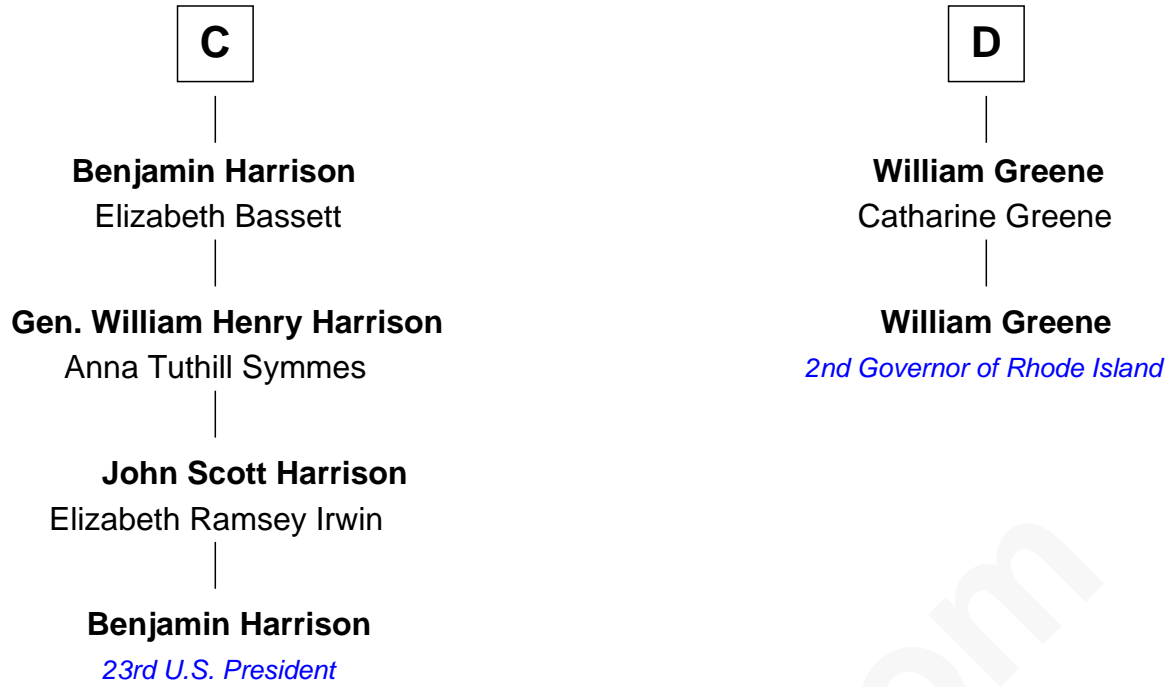 C
Benjamin Harrison
Elizabeth Bassett
Gen. William Henry Harrison
Anna Tuthill Symmes
John Scott Harrison
Elizabeth Ramsey Irwin
Benjamin Harrison
23rd U.S. President
D
William Greene
Catharine Greene
William Greene
2nd Governor of Rhode Island
om